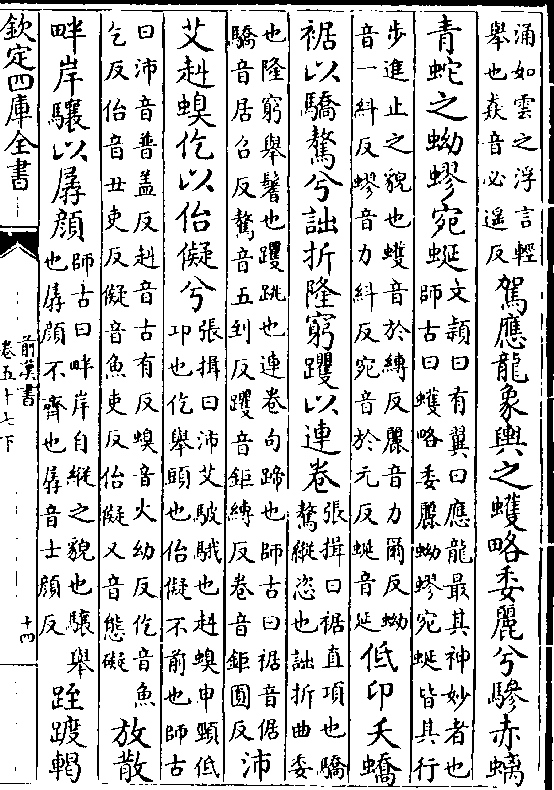 涌如雲之浮言輕
舉也猋音必遥反
駕應龍象輿之蠖略委麗兮驂赤螭
青蛇之蚴蟉宛蜒
文頴曰有翼曰應龍最其神妙者也
師古曰蠖略委麗蚴蟉宛蜒皆其行
步進止之貌也蠖音於縛反麗音力爾反蚴
音一糾反蟉音力糾反宛音於元反蜒音延
低卬夭蟜
裾以驕驁兮詘折隆窮躩以連卷
張揖曰裾直項也驕
驁縱恣也詘折曲委
也隆窮舉鬐也躩跳也連卷句蹄也師古曰裾音倨
驕音居召反驁音五到反躩音鉅縛反卷音鉅圓反
沛
艾赳螑仡以佁儗兮
張揖曰沛艾駊騀也赳螑申頸低
卬也仡舉頭也佁儗不前也師古
曰沛音普蓋反赳音古有反螑音火幼反仡音魚
乞反佁音丑吏反儗音魚吏反佁儗又音態礙
放散
畔岸驤以孱顔
師古曰畔岸自縱之貌也驤舉
也孱顔不齊也孱音士顔反
跮踱輵
欽定四庫全書
前漢書
卷五十七下
十四